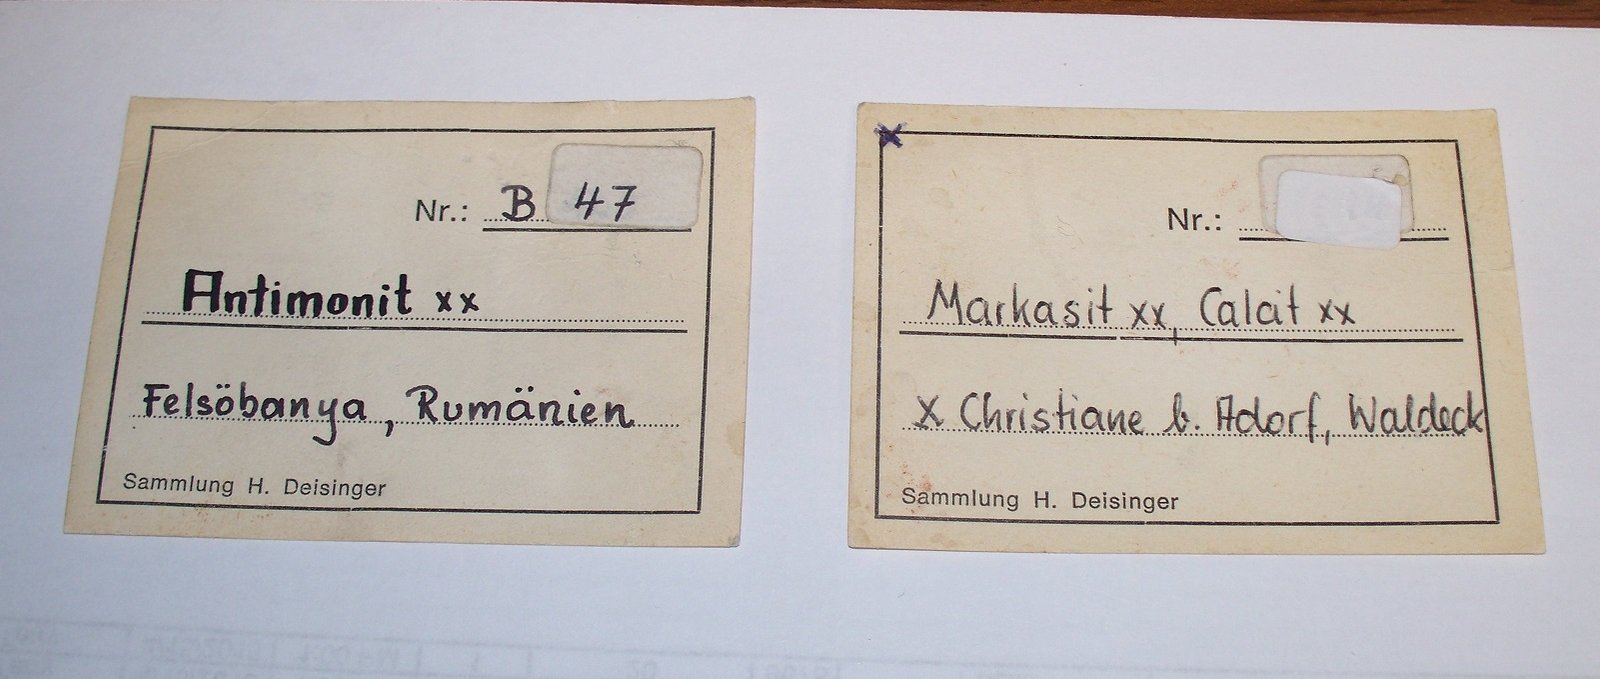 Nr.: B 47
Antimonit xx
Felsöbanya, Rumänien
Sammlung H. Deisinger
Nr.:
Markasit xx, Calcit xx
X Christiane b. Adorf, Waldeck
Sammlung H. Deisinger